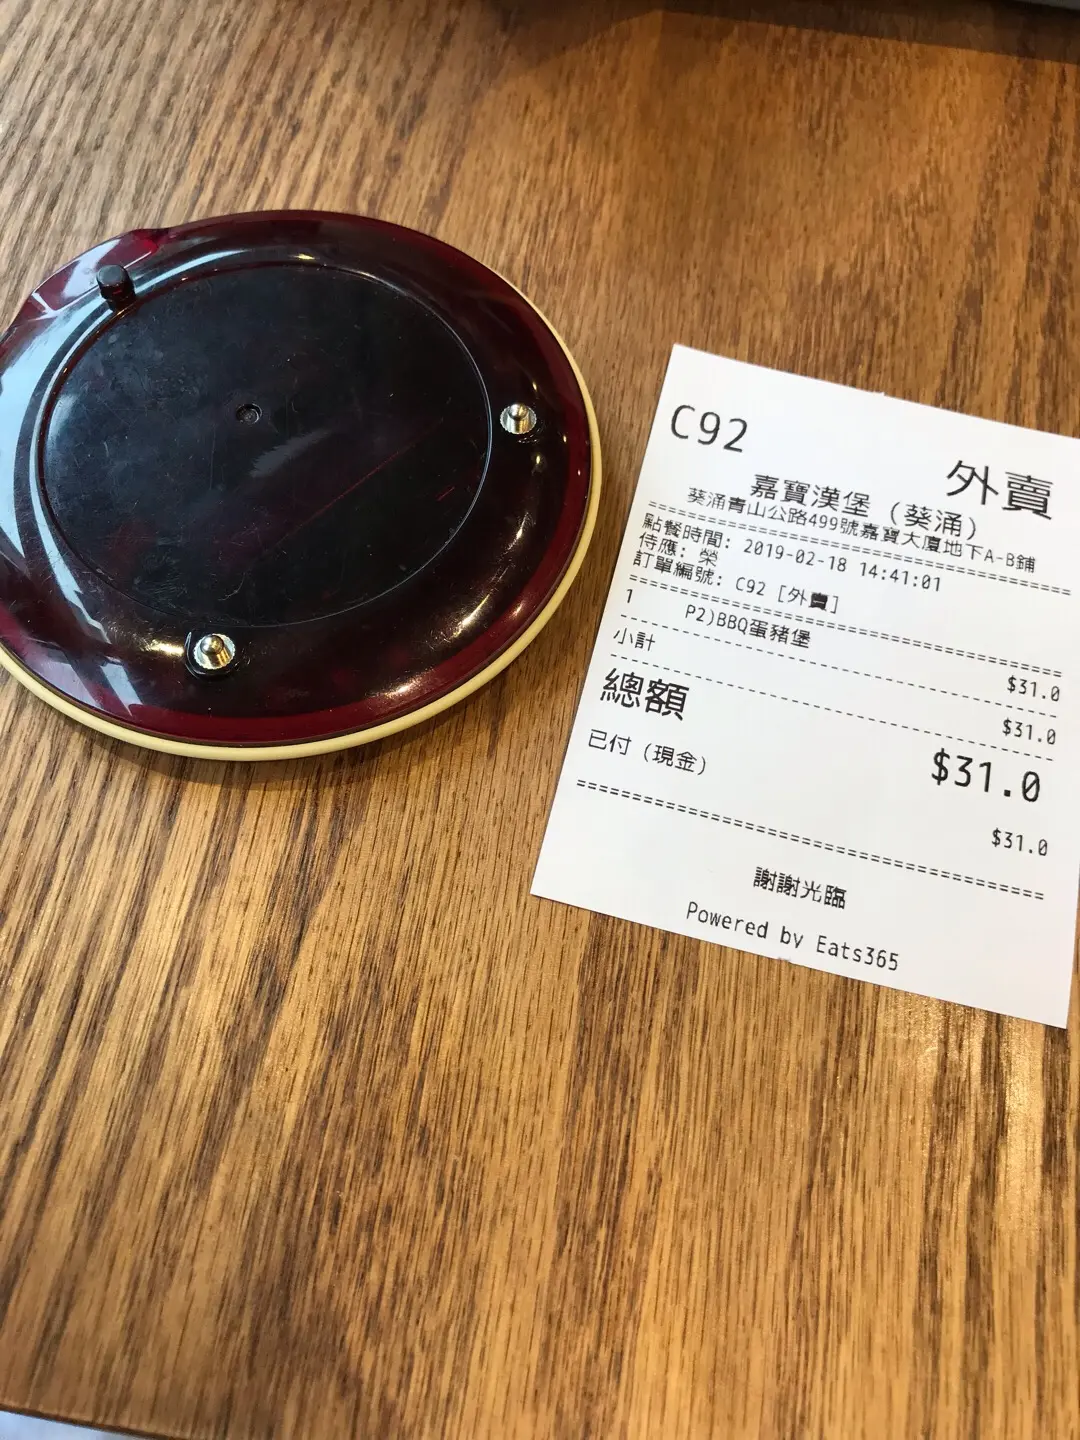 C92
外賣
嘉寶漢堡 (葵涌)
葵涌青山公路499號嘉寶大廈地下A-B鋪
================================
點餐時間: 2019-02-18 14:41:01
侍應: 榮
訂單編號: C92 [外賣]
================================
1 P2)BBQ蛋豬堡 $31.0
--------------------------------
小計 $31.0
--------------------------------
總額 $31.0
已付 (現金) $31.0
================================
謝謝光臨
Powered by Eats365